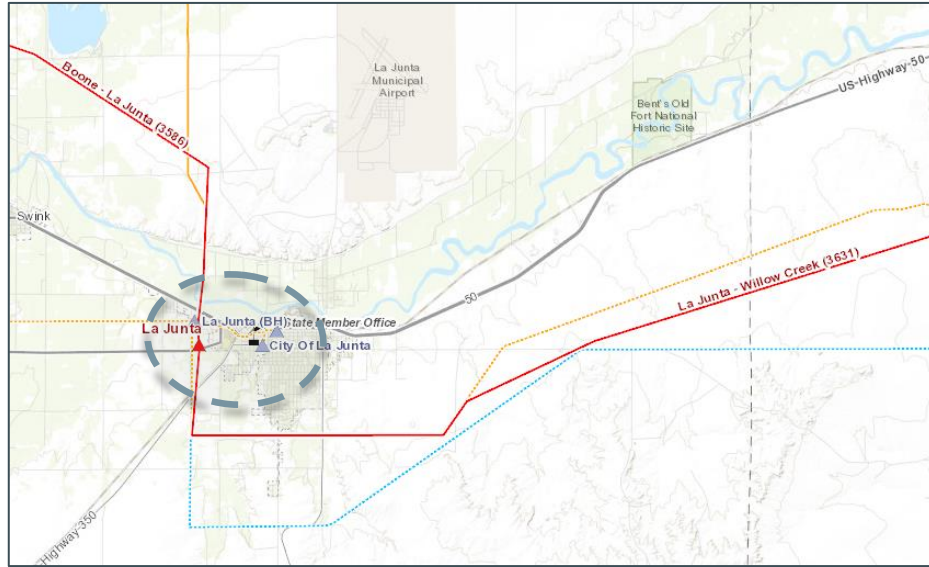 La Junta
Municipal
Airport
Boone - La Junta (3586)
US-Highway-50
Bent's Old
Fort National
Historic Site
Swink
La Junta - Willow Creek (3631)
50
La Junta (BH)
State Member Office
La Junta
City Of La Junta
Highway-350